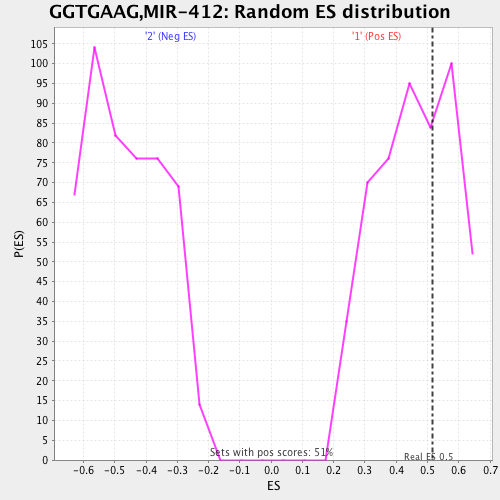 GGTGAAG,MIR-412: Random ES distribution
'2' (Neg ES)
'1' (Pos ES)
105
100
95
90
85
80
75
70
65
60
55
50
45
40
35
30
25
20
15
10
5
0
P(ES)
Sets with pos scores: 51%
Real ES 0.5
-0.6 -0.5 -0.4 -0.3 -0.2 -0.1 0.0 0.1 0.2 0.3 0.4 0.5 0.6 0.7
ES